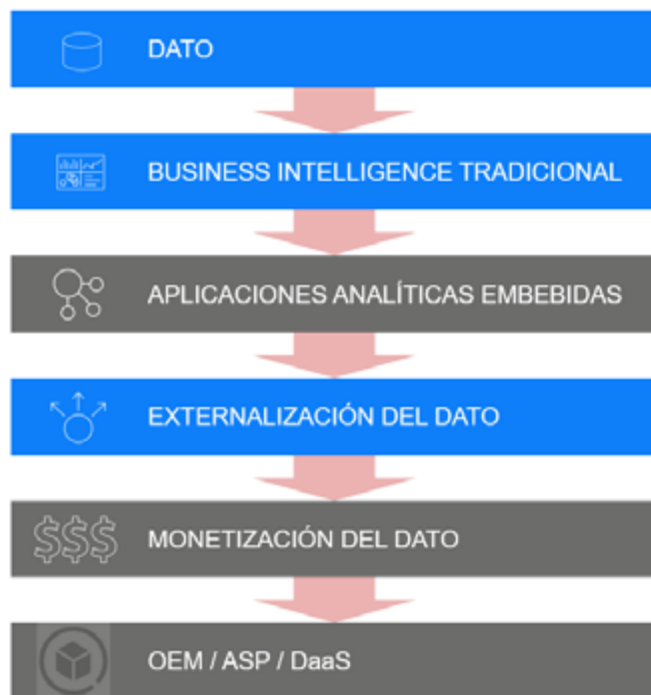 DATO
BUSINESS INTELLIGENCE TRADICIONAL
APLICACIONES ANALÍTICAS EMBEBIDAS
EXTERNALIZACIÓN DEL DATO
$$$ MONETIZACIÓN DEL DATO
OEM / ASP / DaaS